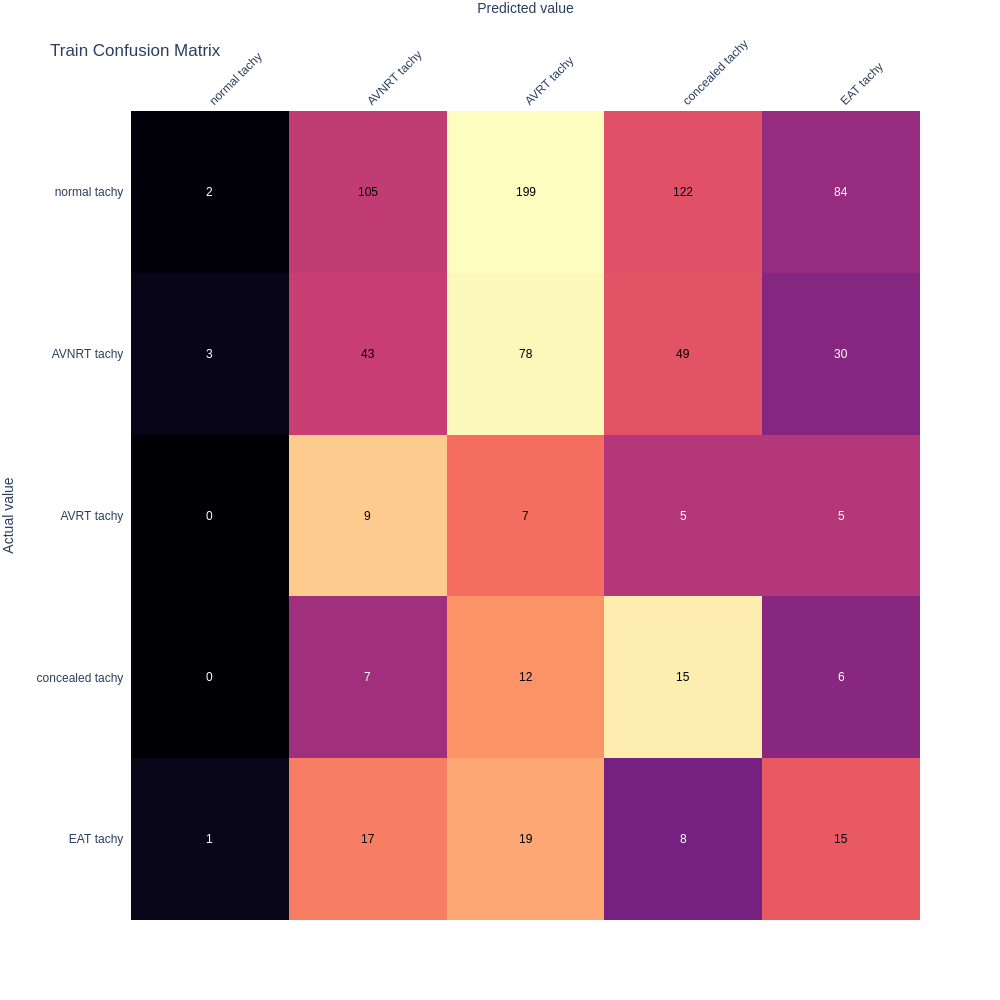 Predicted value
Train Confusion Matrix
normal tachy AVNRT tachy AVRT tachy concealed tachy EAT tachy
normal tachy 2 105 199 122 84
AVNRT tachy 3 43 78 49 30
Actual value
AVRT tachy 0 9 7 5 5
concealed tachy 0 7 12 15 6
EAT tachy 1 17 19 8 15